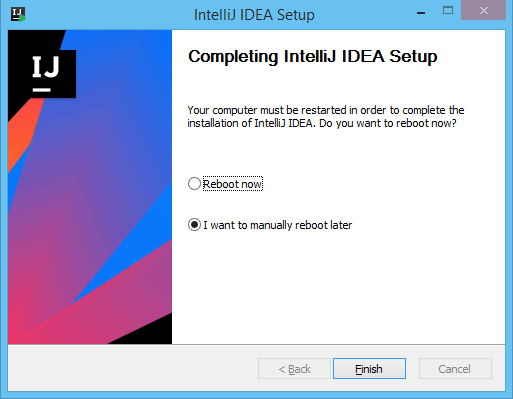 IntelliJ IDEA Setup
IJ
Completing IntelliJ IDEA Setup
Your computer must be restarted in order to complete the
installation of IntelliJ IDEA. Do you want to reboot now?
Reboot now
I want to manually reboot later
< Back
Finish
Cancel